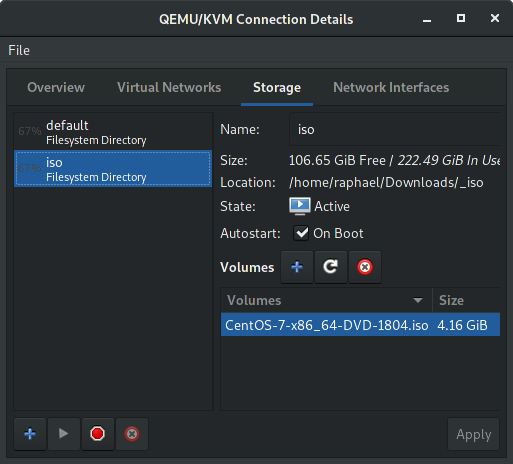 QEMU/KVM Connection Details
File
Overview Virtual Networks Storage Network Interfaces
67% default
Filesystem Directory
67% iso
Filesystem Directory
Name: iso
Size: 106.65 GiB Free / 222.49 GiB In Use
Location: /home/raphael/Downloads/_iso
State: Active
Autostart: On Boot
Volumes
Volumes Size
CentOS-7-x86_64-DVD-1804.iso 4.16 GiB
Apply